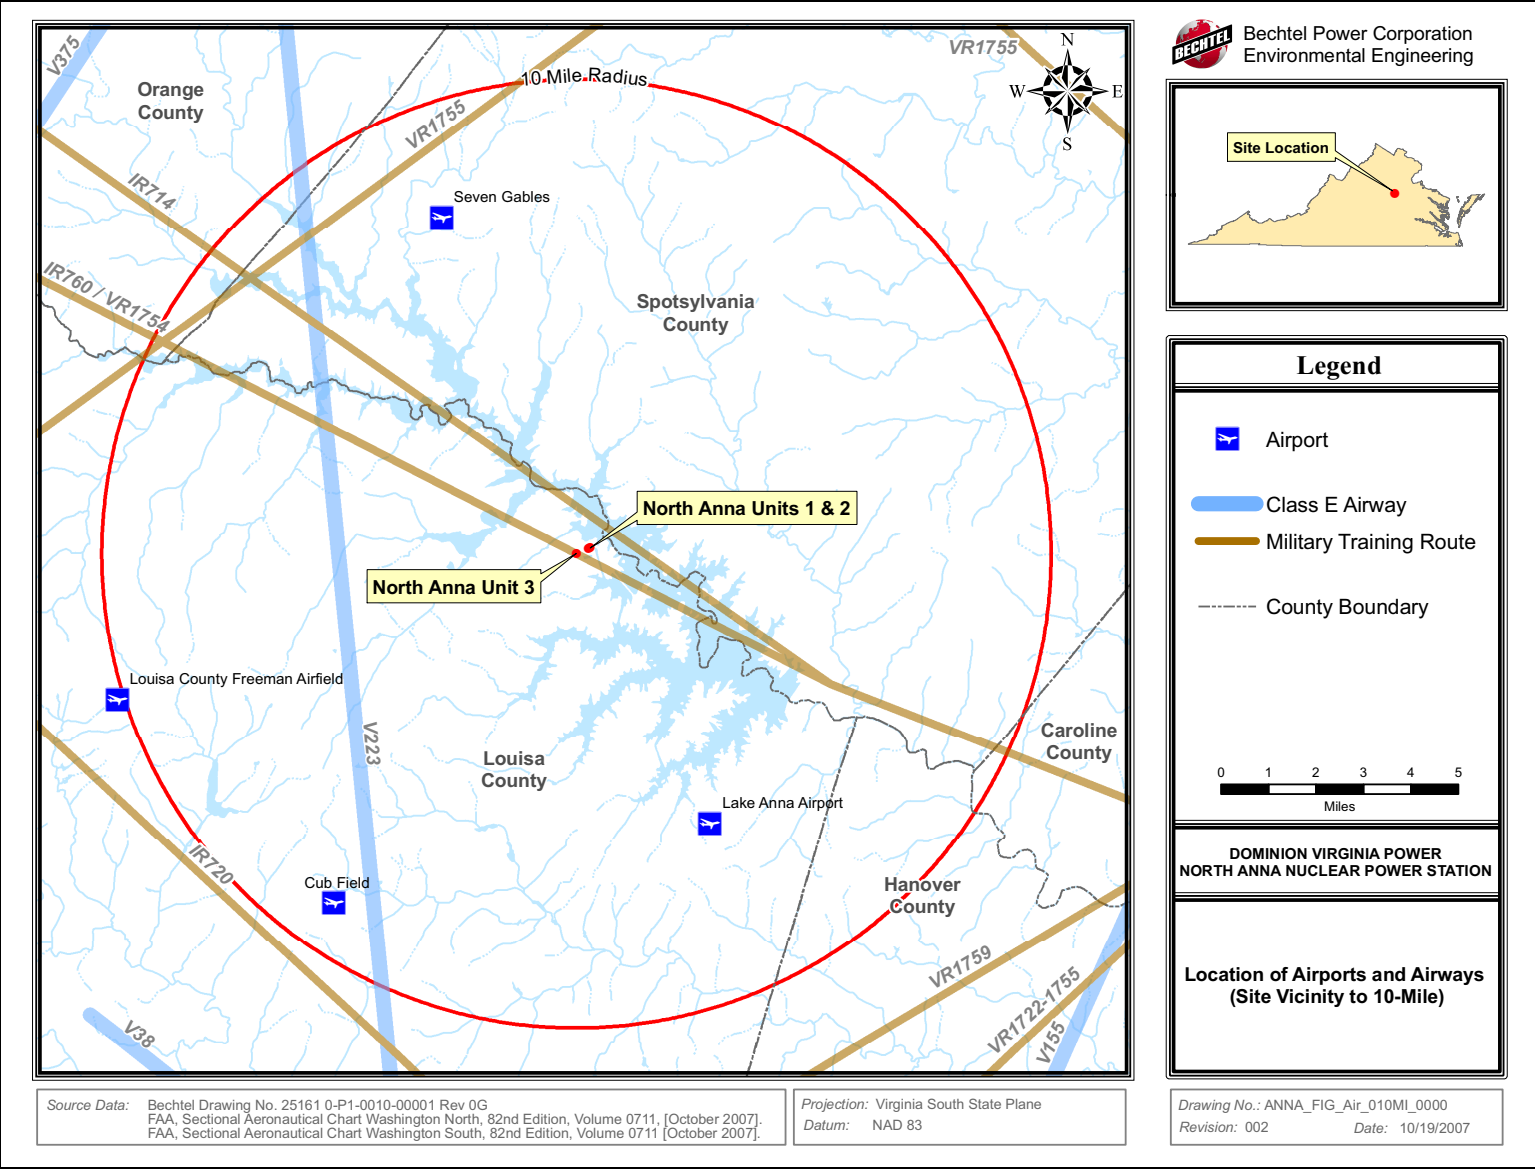 V375
VR1755
N
W
E
S
10 Mile Radius
Orange
County
VR1755
IR714
Seven Gables
IR760 / VR1754
Spotsylvania
County
North Anna Units 1 & 2
North Anna Unit 3
Louisa County Freeman Airfield
V223
Louisa
County
Caroline
County
Lake Anna Airport
IR720
Cub Field
Hanover
County
VR1759
VR1722-1755
V155
V38
BECHTEL
Bechtel Power Corporation
Environmental Engineering
Site Location
Legend
Airport
Class E Airway
Military Training Route
County Boundary
0 1 2 3 4 5
Miles
DOMINION VIRGINIA POWER
NORTH ANNA NUCLEAR POWER STATION
Location of Airports and Airways
(Site Vicinity to 10-Mile)
Source Data: Bechtel Drawing No. 25161 0-P1-0010-00001 Rev 0G
FAA, Sectional Aeronautical Chart Washington North, 82nd Edition, Volume 0711, [October 2007].
FAA, Sectional Aeronautical Chart Washington South, 82nd Edition, Volume 0711 [October 2007].
Projection: Virginia South State Plane
Datum: NAD 83
Drawing No.: ANNA_FIG_Air_010MI_0000
Revision: 002 Date: 10/19/2007